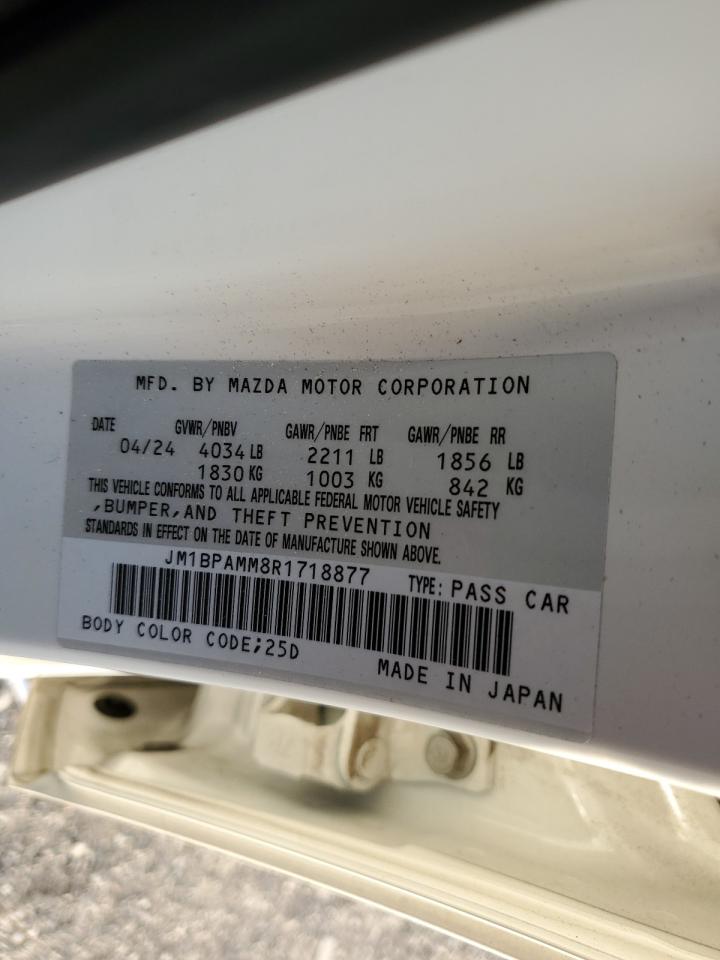 MFD. BY MAZDA MOTOR CORPORATION
DATE GVWR/PNBV GAWR/PNBE FRT GAWR/PNBE RR
04/24 4034 LB 2211 LB 1856 LB
1830 KG 1003 KG 842 KG
THIS VEHICLE CONFORMS TO ALL APPLICABLE FEDERAL MOTOR VEHICLE SAFETY
,BUMPER,AND THEFT PREVENTION
STANDARDS IN EFFECT ON THE DATE OF MANUFACTURE SHOWN ABOVE.
JM1BPAMM8R1718877 TYPE: PASS CAR
BODY COLOR CODE;25D
MADE IN JAPAN